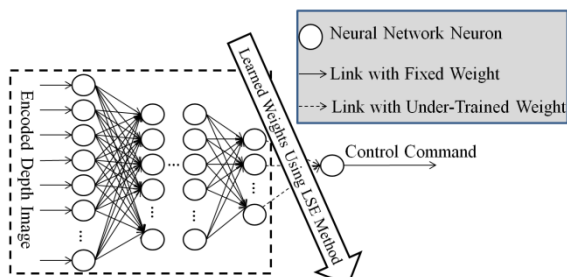 Encoded Depth Image
Learned Weights Using LSE Method
Neural Network Neuron
Link with Fixed Weight
Link with Under-Trained Weight
Control Command